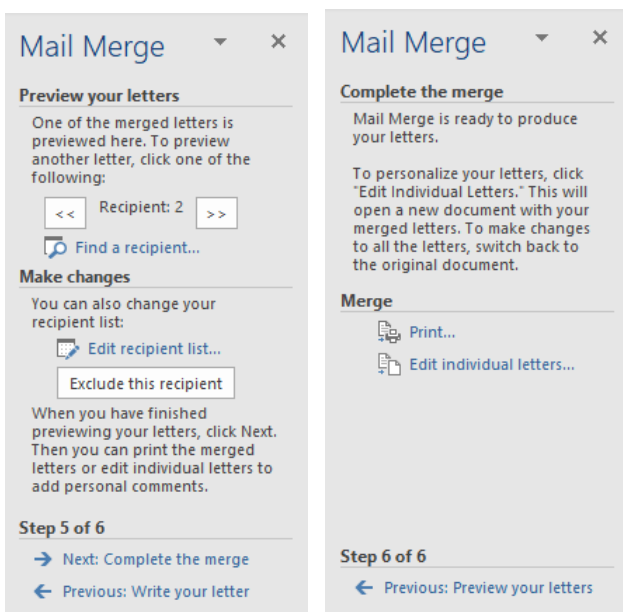 Mail Merge
Preview your letters
One of the merged letters is
previewed here. To preview
another letter, click one of the
following:
<< Recipient: 2 >>
Find a recipient...
Make changes
You can also change your
recipient list:
Edit recipient list...
Exclude this recipient
When you have finished
previewing your letters, click Next.
Then you can print the merged
letters or edit individual letters to
add personal comments.
Step 5 of 6
Next: Complete the merge
Previous: Write your letter
Mail Merge
Complete the merge
Mail Merge is ready to produce
your letters.
To personalize your letters, click
"Edit Individual Letters." This will
open a new document with your
merged letters. To make changes
to all the letters, switch back to
the original document.
Merge
Print...
Edit individual letters...
Step 6 of 6
Previous: Preview your letters